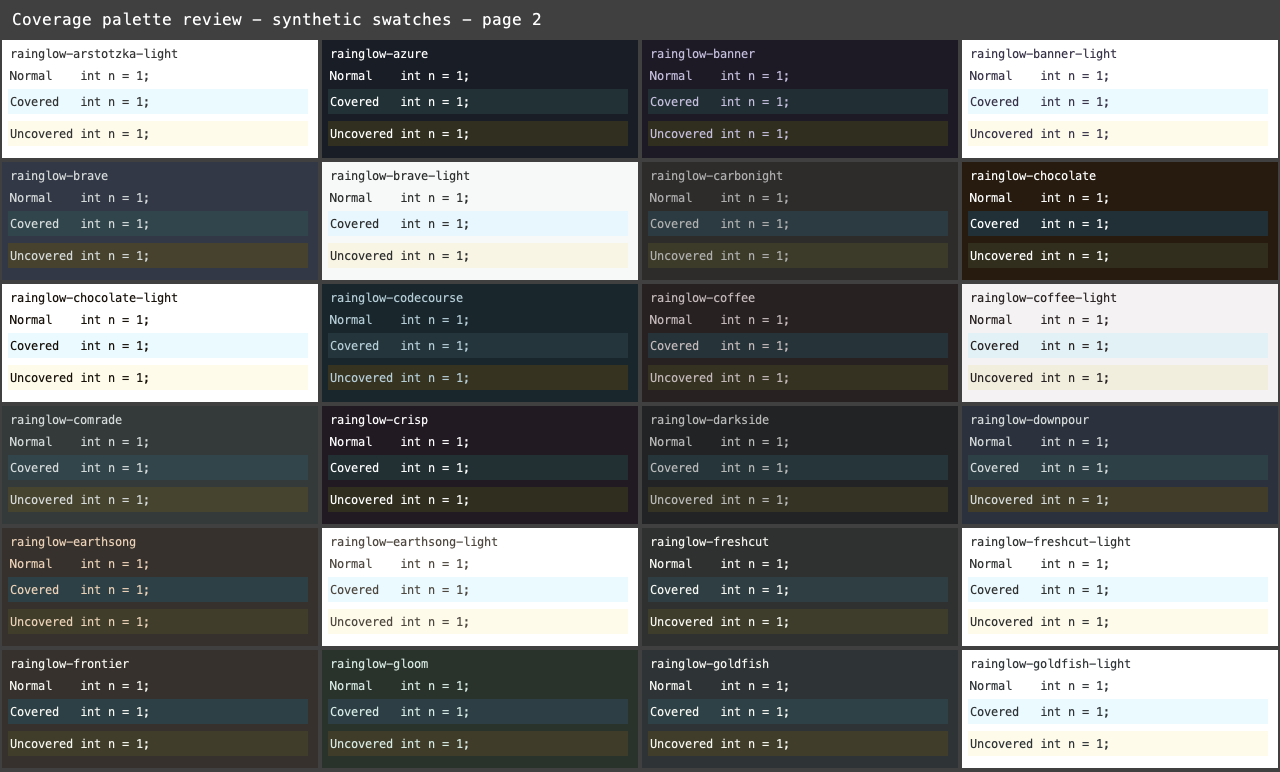 Coverage palette review — synthetic swatches — page 2
rainglow-arstotzka-light
Normal int n = 1;
Covered int n = 1;
Uncovered int n = 1;
rainglow-azure
Normal int n = 1;
Covered int n = 1;
Uncovered int n = 1;
rainglow-banner
Normal int n = 1;
Covered int n = 1;
Uncovered int n = 1;
rainglow-banner-light
Normal int n = 1;
Covered int n = 1;
Uncovered int n = 1;
rainglow-brave
Normal int n = 1;
Covered int n = 1;
Uncovered int n = 1;
rainglow-brave-light
Normal int n = 1;
Covered int n = 1;
Uncovered int n = 1;
rainglow-carbonight
Normal int n = 1;
Covered int n = 1;
Uncovered int n = 1;
rainglow-chocolate
Normal int n = 1;
Covered int n = 1;
Uncovered int n = 1;
rainglow-chocolate-light
Normal int n = 1;
Covered int n = 1;
Uncovered int n = 1;
rainglow-codecourse
Normal int n = 1;
Covered int n = 1;
Uncovered int n = 1;
rainglow-coffee
Normal int n = 1;
Covered int n = 1;
Uncovered int n = 1;
rainglow-coffee-light
Normal int n = 1;
Covered int n = 1;
Uncovered int n = 1;
rainglow-comrade
Normal int n = 1;
Covered int n = 1;
Uncovered int n = 1;
rainglow-crisp
Normal int n = 1;
Covered int n = 1;
Uncovered int n = 1;
rainglow-darkside
Normal int n = 1;
Covered int n = 1;
Uncovered int n = 1;
rainglow-downpour
Normal int n = 1;
Covered int n = 1;
Uncovered int n = 1;
rainglow-earthsong
Normal int n = 1;
Covered int n = 1;
Uncovered int n = 1;
rainglow-earthsong-light
Normal int n = 1;
Covered int n = 1;
Uncovered int n = 1;
rainglow-freshcut
Normal int n = 1;
Covered int n = 1;
Uncovered int n = 1;
rainglow-freshcut-light
Normal int n = 1;
Covered int n = 1;
Uncovered int n = 1;
rainglow-frontier
Normal int n = 1;
Covered int n = 1;
Uncovered int n = 1;
rainglow-gloom
Normal int n = 1;
Covered int n = 1;
Uncovered int n = 1;
rainglow-goldfish
Normal int n = 1;
Covered int n = 1;
Uncovered int n = 1;
rainglow-goldfish-light
Normal int n = 1;
Covered int n = 1;
Uncovered int n = 1;